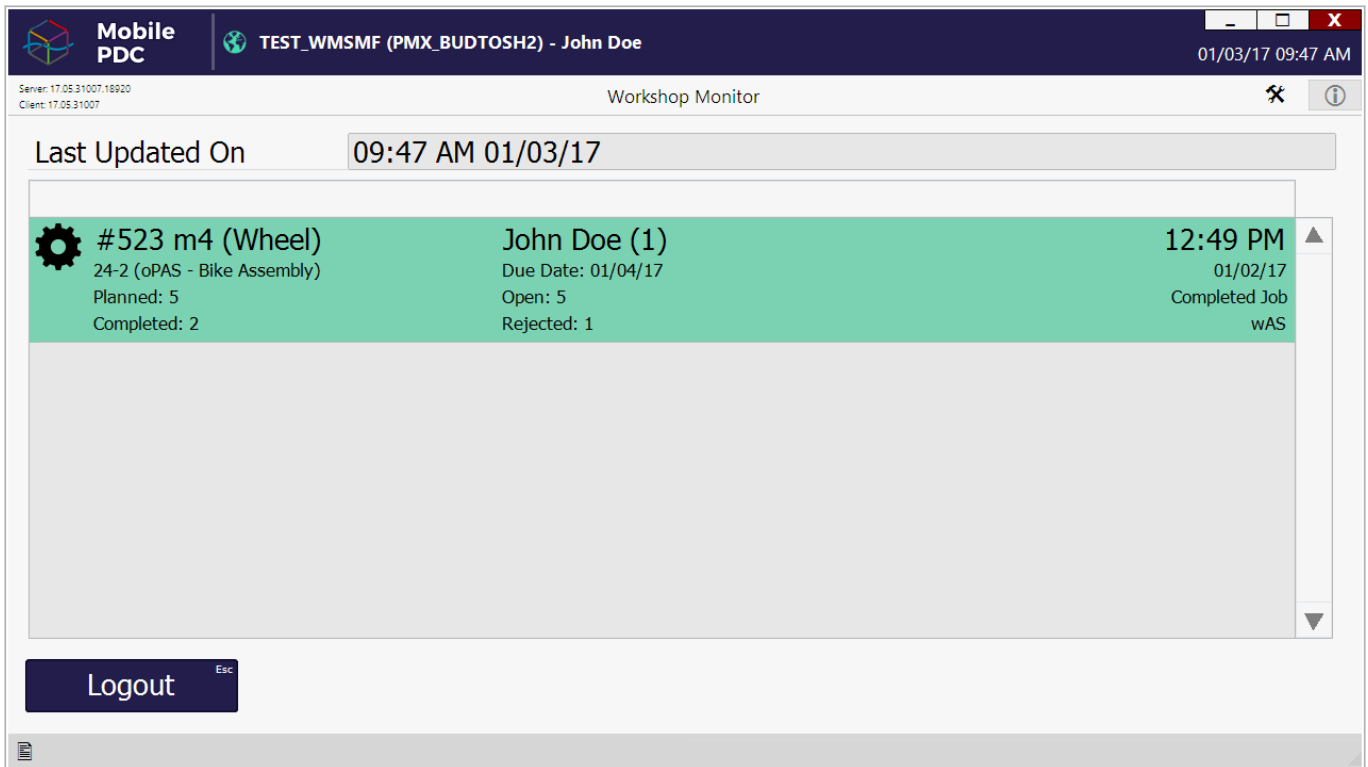 Mobile
PDC
TEST_WMSMF (PMX_BUDTOSH2) - John Doe
X
01/03/17 09:47 AM
Server: 17.05.31007.18920
Client: 17.05.31007
Workshop Monitor
Last Updated On 09:47 AM 01/03/17
#523 m4 (Wheel) John Doe (1) 12:49 PM
24-2 (oPAS - Bike Assembly) Due Date: 01/04/17 01/02/17
Planned: 5 Open: 5 Completed Job
Completed: 2 Rejected: 1 wAS
Logout Esc